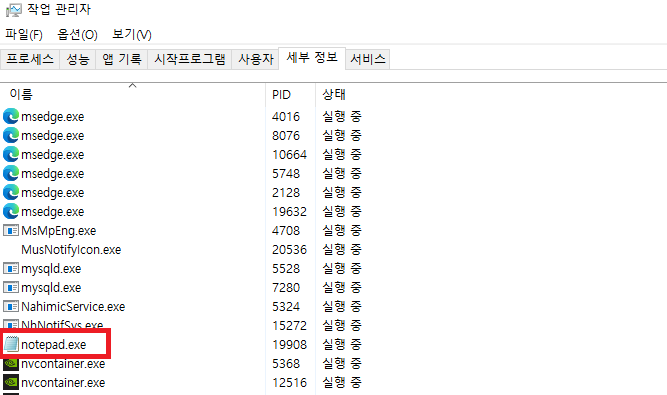 작업 관리자
파일(F) 옵션(O) 보기(V)
프로세스 성능 앱 기록 시작프로그램 사용자 세부 정보 서비스
이름 PID 상태
msedge.exe 4016 실행 중
msedge.exe 8076 실행 중
msedge.exe 10664 실행 중
msedge.exe 5748 실행 중
msedge.exe 2128 실행 중
msedge.exe 19632 실행 중
MsMpEng.exe 4708 실행 중
MusNotifyIcon.exe 20536 실행 중
mysqld.exe 5528 실행 중
mysqld.exe 7280 실행 중
NahimicService.exe 5324 실행 중
NhNotifSys.exe 15272 실행 중
notepad.exe 19908 실행 중
nvcontainer.exe 5368 실행 중
nvcontainer.exe 12516 실행 중